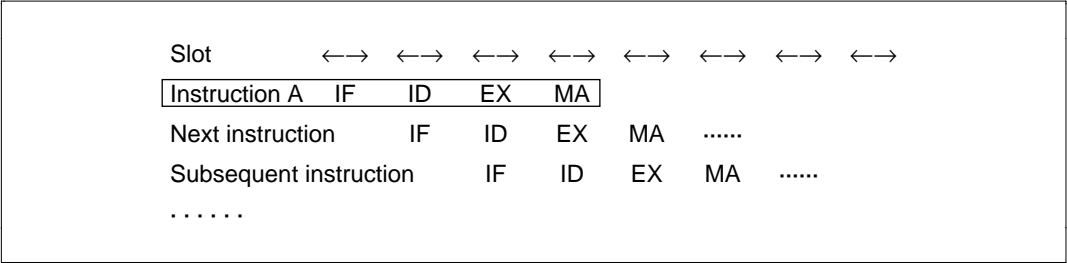 Slot ←→ ←→ ←→ ←→ ←→ ←→ ←→ ←→
Instruction A IF ID EX MA
Next instruction IF ID EX MA ······
Subsequent instruction IF ID EX MA ······
. . . . . .